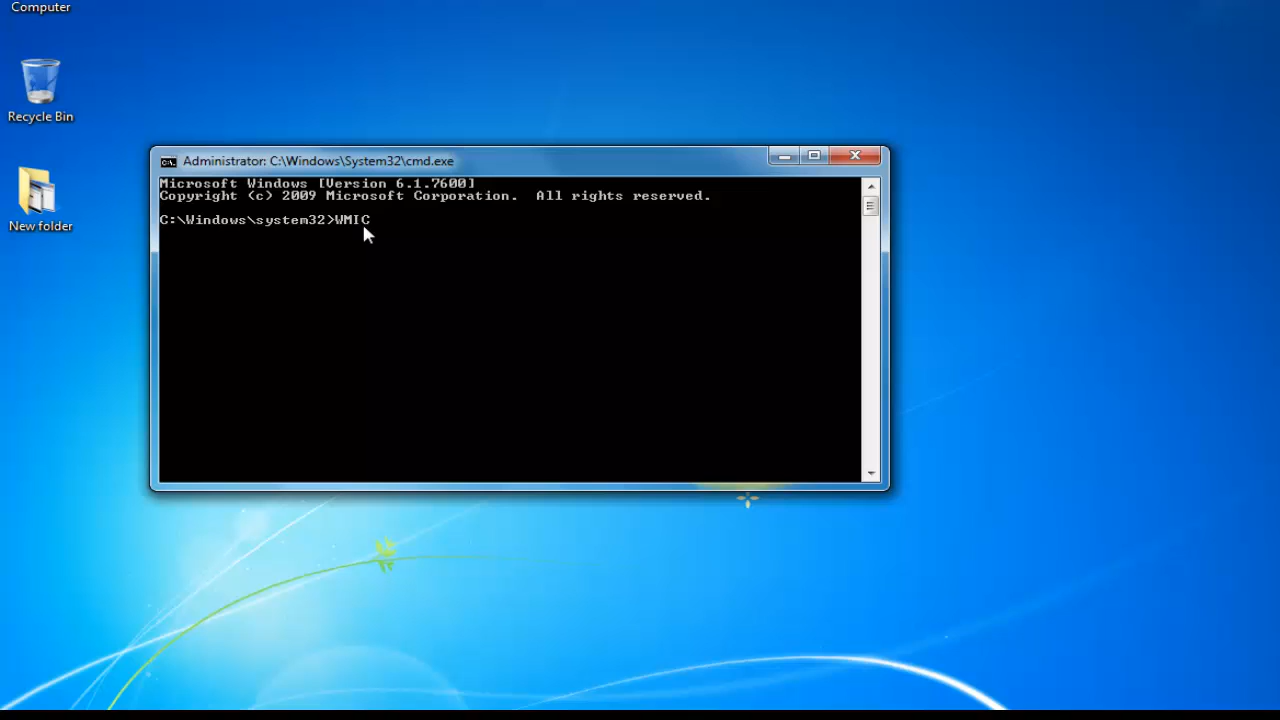 Computer
Recycle Bin
New folder
Administrator: C:\Windows\System32\cmd.exe
C:\.
Microsoft Windows [Version 6.1.7600]
Copyright (c) 2009 Microsoft Corporation.  All rights reserved.
C:\Windows\system32>WMIC